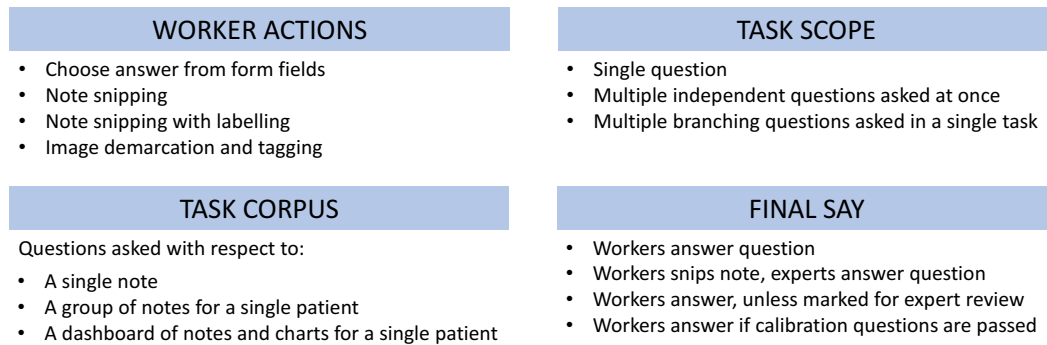 WORKER ACTIONS
• Choose answer from form fields
• Note snipping
• Note snipping with labelling
• Image demarcation and tagging
TASK SCOPE
• Single question
• Multiple independent questions asked at once
• Multiple branching questions asked in a single task
TASK CORPUS
Questions asked with respect to:
• A single note
• A group of notes for a single patient
• A dashboard of notes and charts for a single patient
FINAL SAY
• Workers answer question
• Workers snips note, experts answer question
• Workers answer, unless marked for expert review
• Workers answer if calibration questions are passed